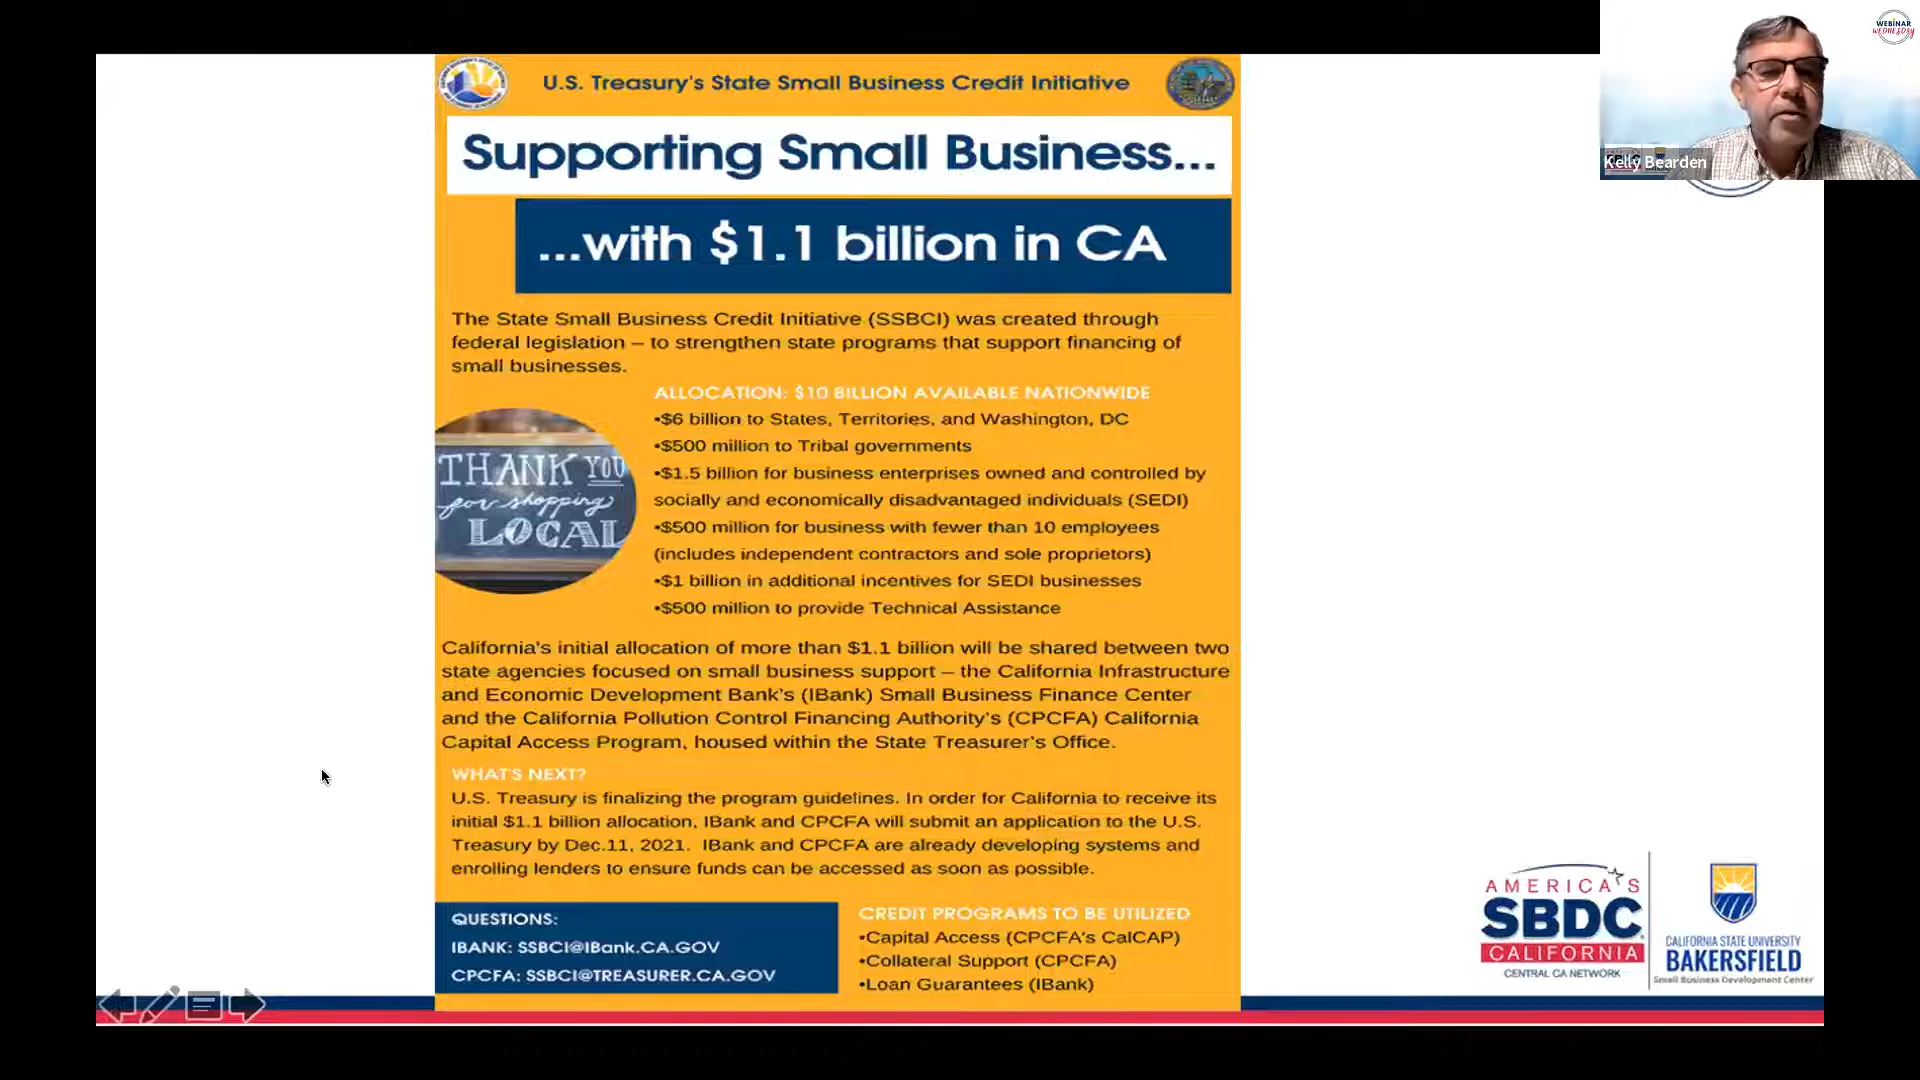 U.S. Treasury's State Small Business Credit Initiative
Supporting Small Business...
...with $1.1 billion in CA
The State Small Business Credit Initiative (SSBCI) was created through
federal legislation – to strengthen state programs that support financing of
small businesses.
ALLOCATION: $10 BILLION AVAILABLE NATIONWIDE
•$6 billion to States, Territories, and Washington, DC
•$500 million to Tribal governments
•$1.5 billion for business enterprises owned and controlled by
socially and economically disadvantaged individuals (SEDI)
•$500 million for business with fewer than 10 employees
(includes independent contractors and sole proprietors)
•$1 billion in additional incentives for SEDI businesses
•$500 million to provide Technical Assistance
THANK YOU
for shopping
LOCAL
California's initial allocation of more than $1.1 billion will be shared between two
state agencies focused on small business support – the California Infrastructure
and Economic Development Bank's (IBank) Small Business Finance Center
and the California Pollution Control Financing Authority's (CPCFA) California
Capital Access Program, housed within the State Treasurer's Office.
WHAT'S NEXT?
U.S. Treasury is finalizing the program guidelines. In order for California to receive its
initial $1.1 billion allocation, IBank and CPCFA will submit an application to the U.S.
Treasury by Dec.11, 2021. IBank and CPCFA are already developing systems and
enrolling lenders to ensure funds can be accessed as soon as possible.
QUESTIONS:
IBANK: SSBCI@IBank.CA.GOV
CPCFA: SSBCI@TREASURER.CA.GOV
CREDIT PROGRAMS TO BE UTILIZED
•Capital Access (CPCFA's CalCAP)
•Collateral Support (CPCFA)
•Loan Guarantees (IBank)
WEBINAR
WEDNESDAY
Kelly Bearden
AMERICA'S
SBDC
CALIFORNIA
CENTRAL CA NETWORK
CALIFORNIA STATE UNIVERSITY
BAKERSFIELD
Small Business Development Center